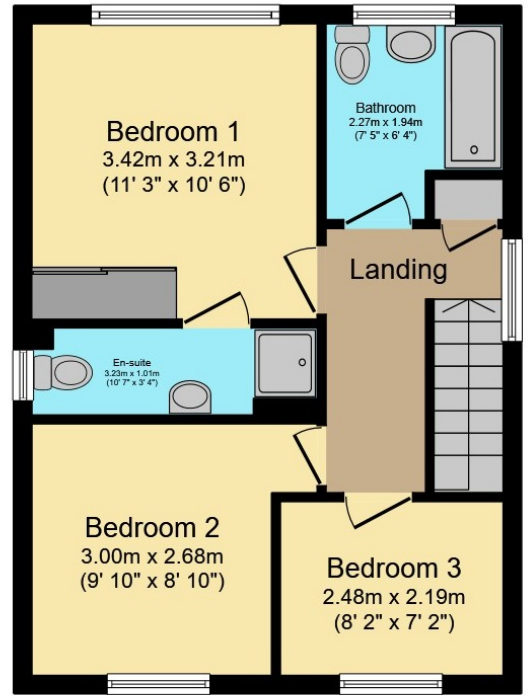 Bedroom 1
3.42m x 3.21m
(11' 3" x 10' 6")
Bathroom
2.27m x 1.94m
(7' 5" x 6' 4")
Landing
En-suite
3.23m x 1.01m
(10' 7" x 3' 4")
Bedroom 2
3.00m x 2.68m
(9' 10" x 8' 10")
Bedroom 3
2.48m x 2.19m
(8' 2" x 7' 2")